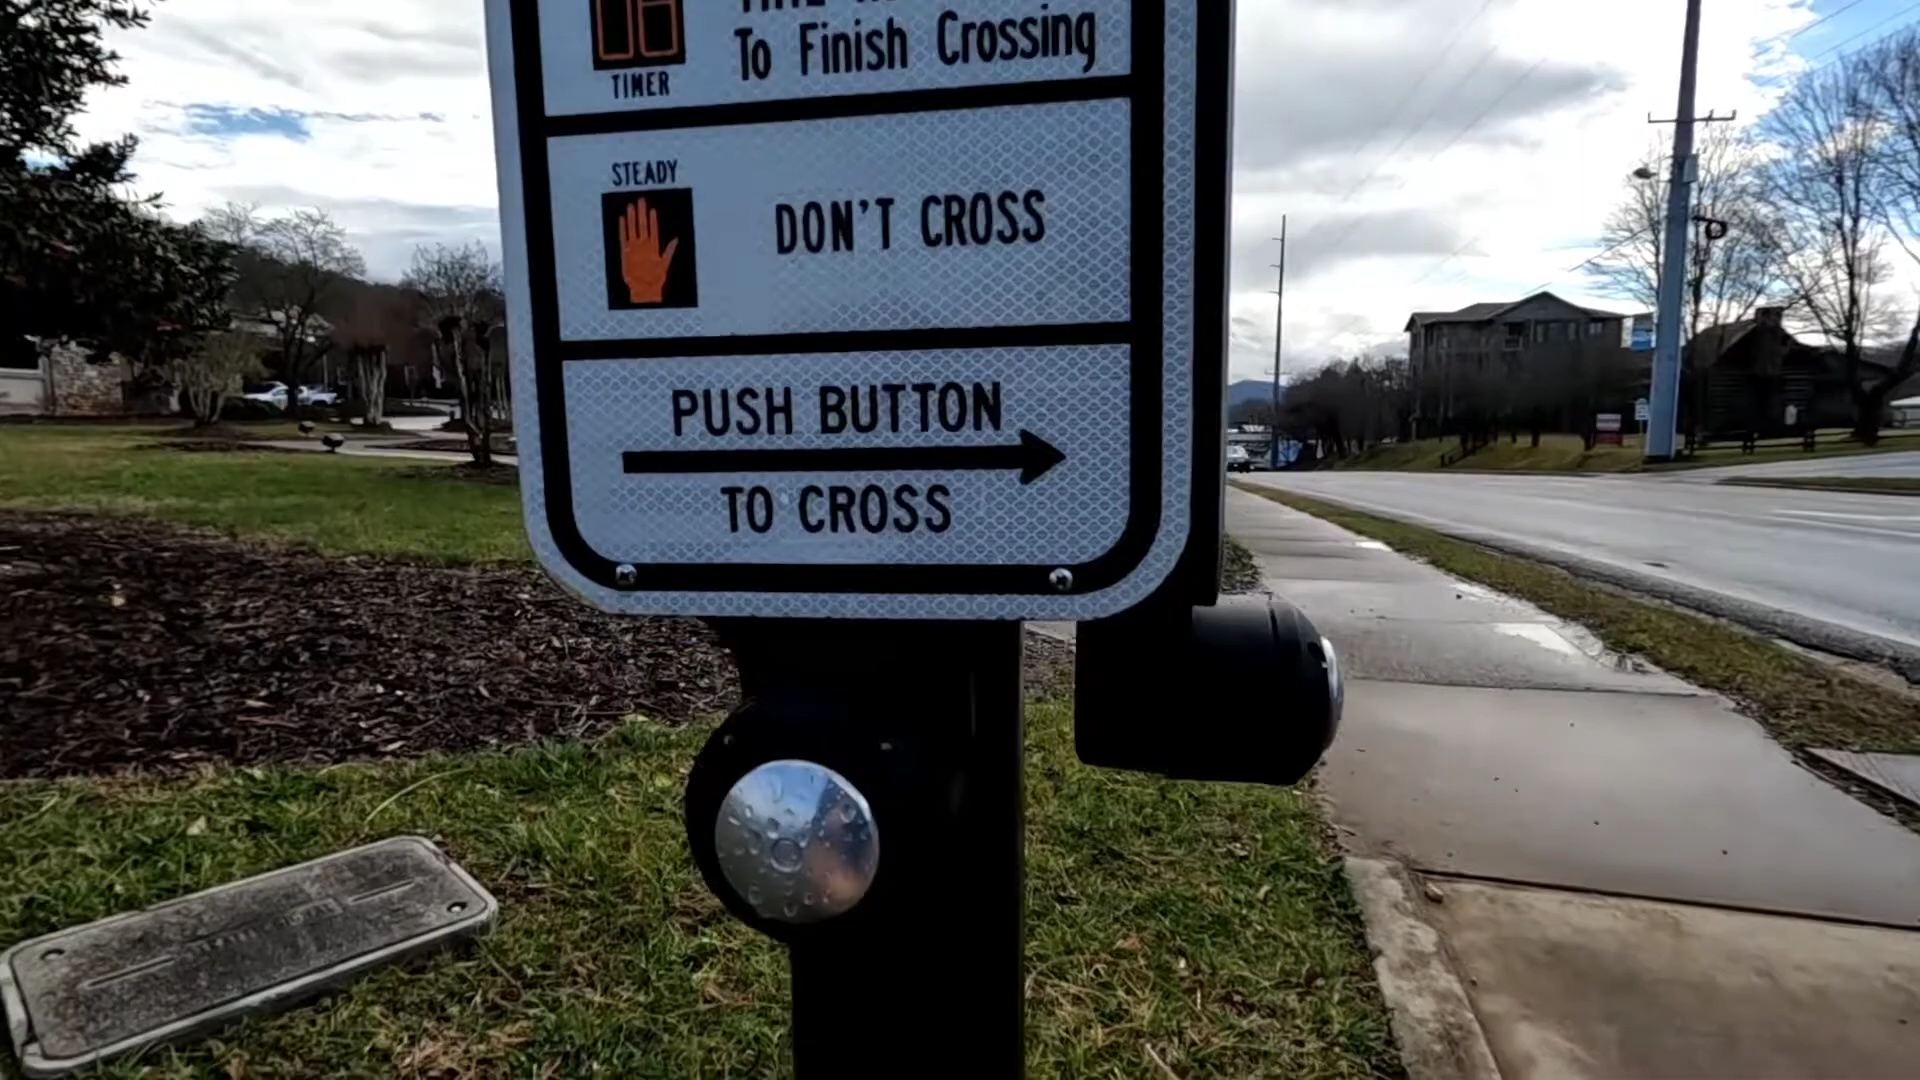 To Finish Crossing
TIMER
STEADY
DON'T CROSS
PUSH BUTTON
TO CROSS